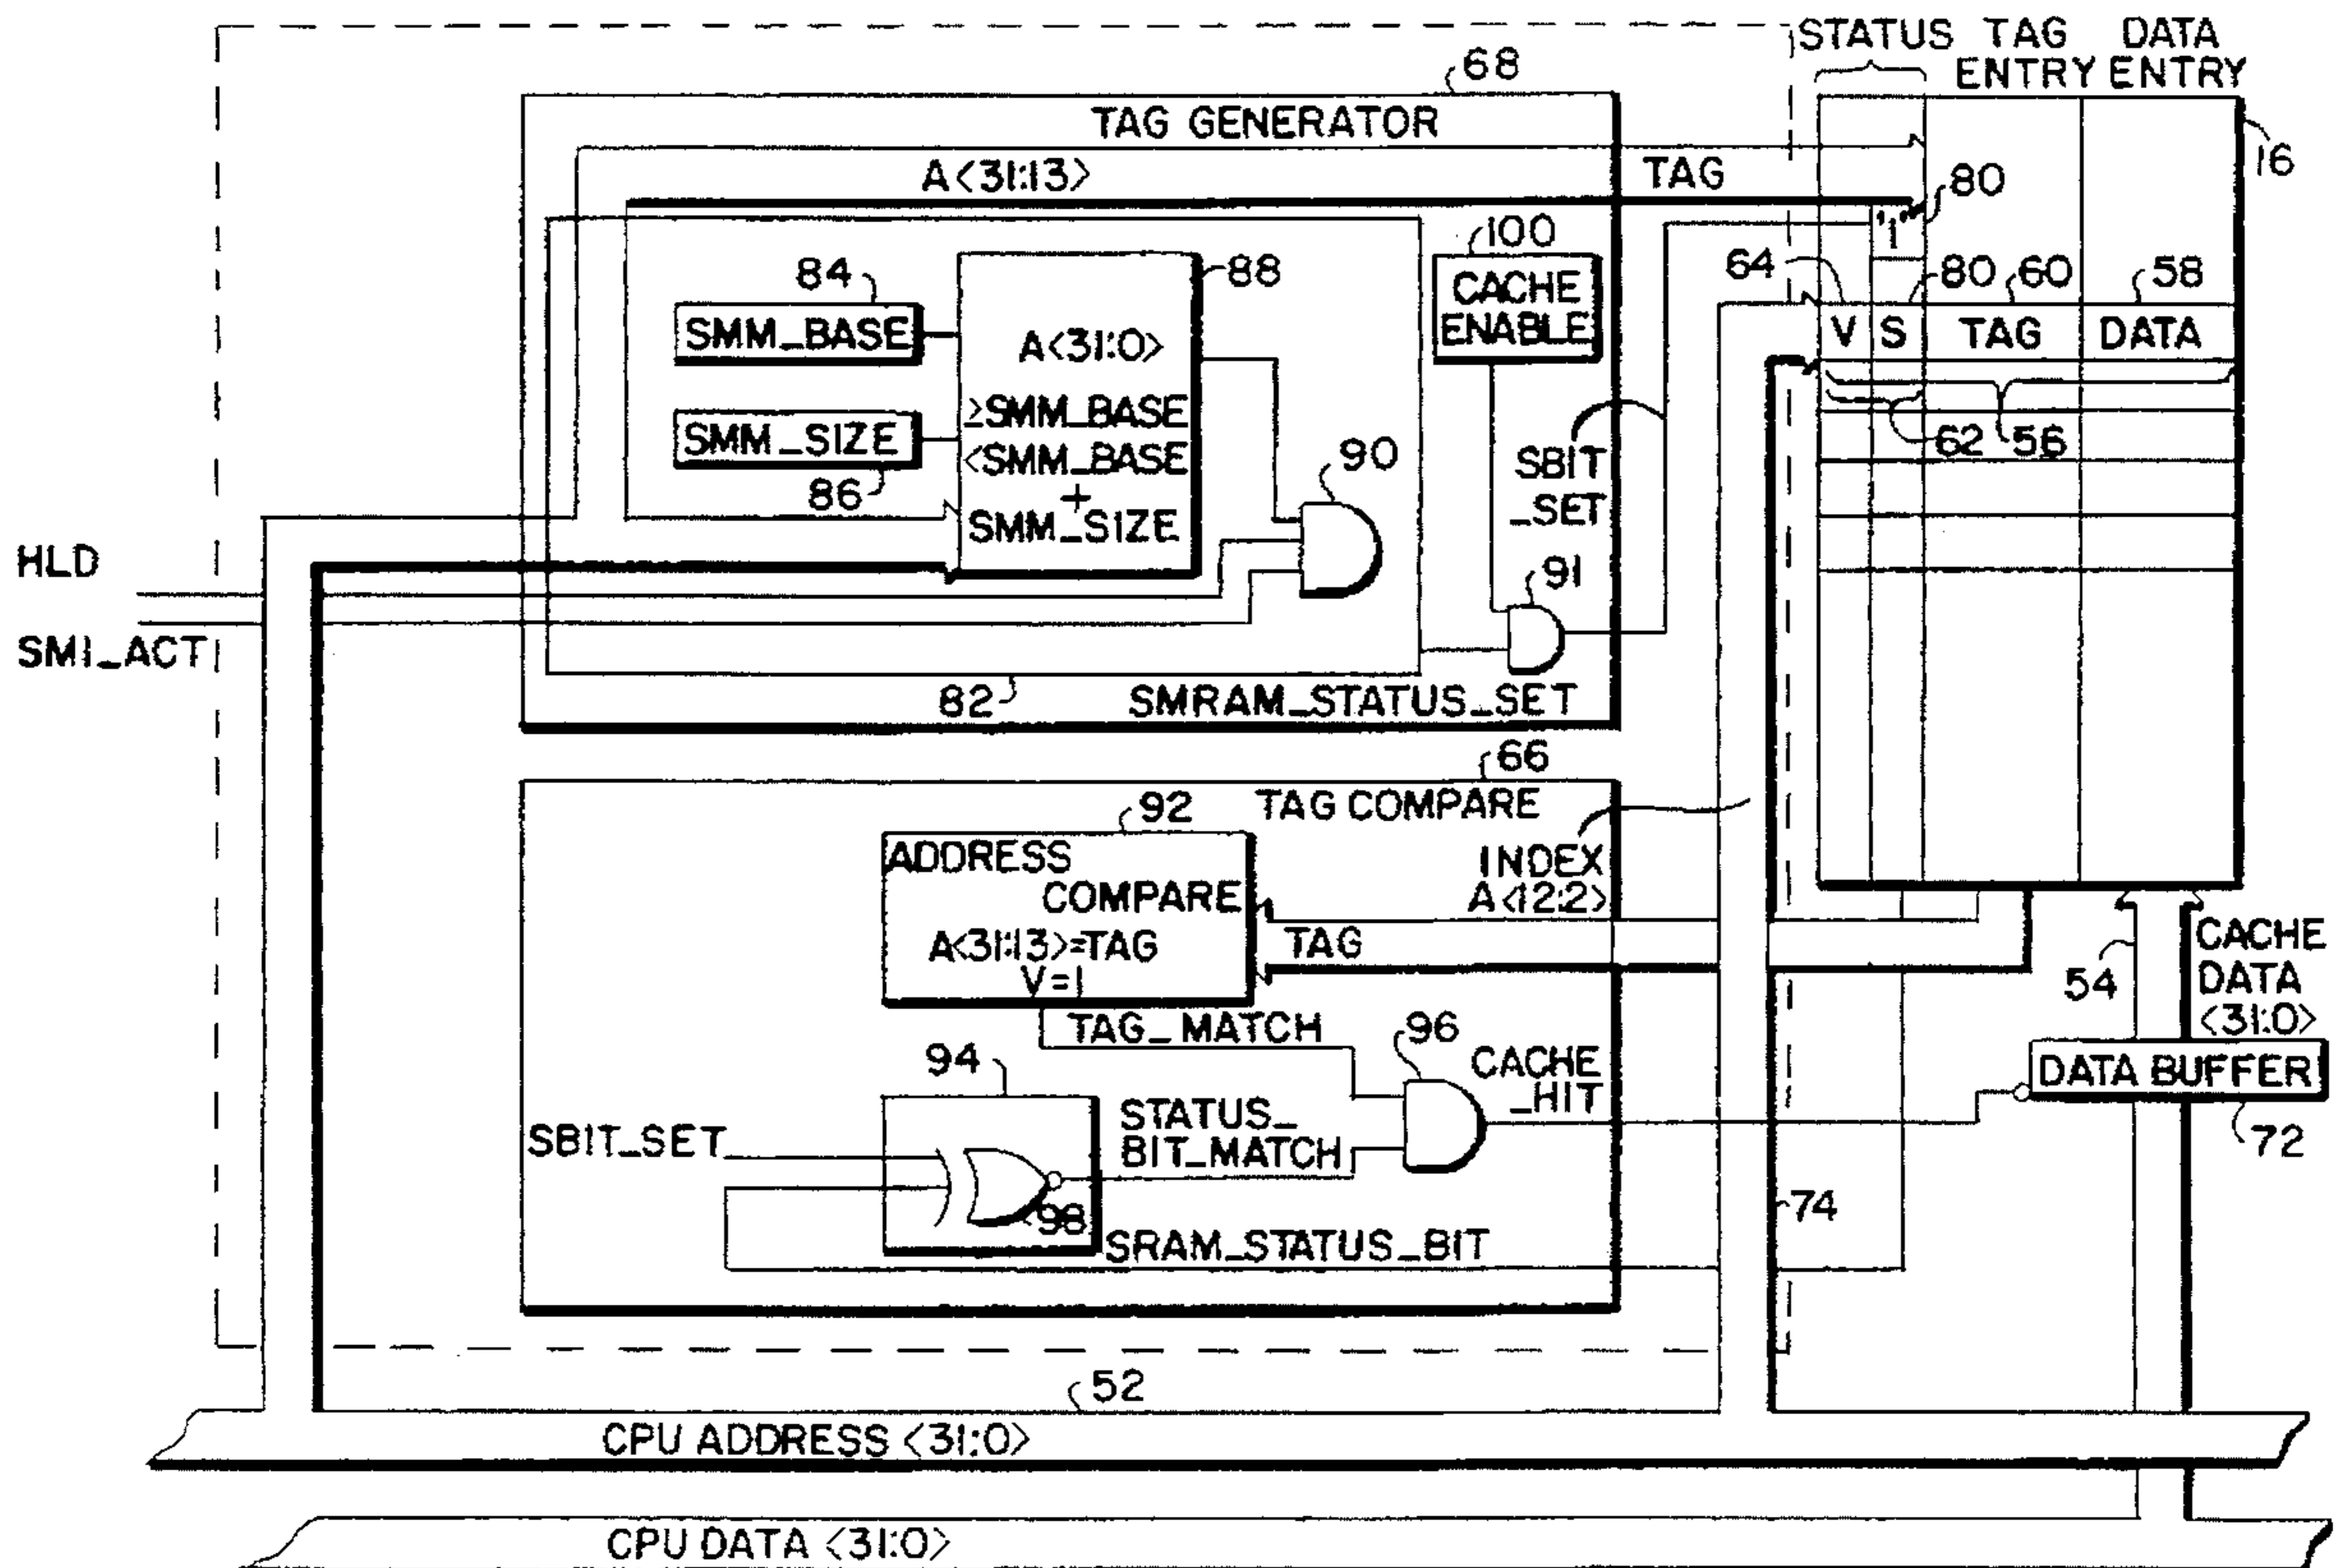 STATUS TAG DATA
ENTRY ENTRY
68
TAG GENERATOR
16
A<31:13>
TAG
80
"1"
100
84
88
64
80
60
58
CACHE
ENABLE
SMM_BASE
A<31:0>
V S TAG DATA
≥SMM_BASE
SMM_SIZE
<SMM_BASE
+
SMM_SIZE
86
90
SBIT
_SET
62
56
HLD
91
SMI_ACT
82
SMRAM_STATUS_SET
66
92
TAG COMPARE
ADDRESS
COMPARE
A<31:13>=TAG
V=1
INDEX
A<12:2>
TAG
54
CACHE
DATA
<31:0>
TAG_MATCH
96
94
CACHE
_HIT
DATA BUFFER
STATUS_
BIT_MATCH
SBIT_SET
72
98
74
SRAM_STATUS_BIT
52
CPU ADDRESS <31:0>
CPU DATA <31:0>